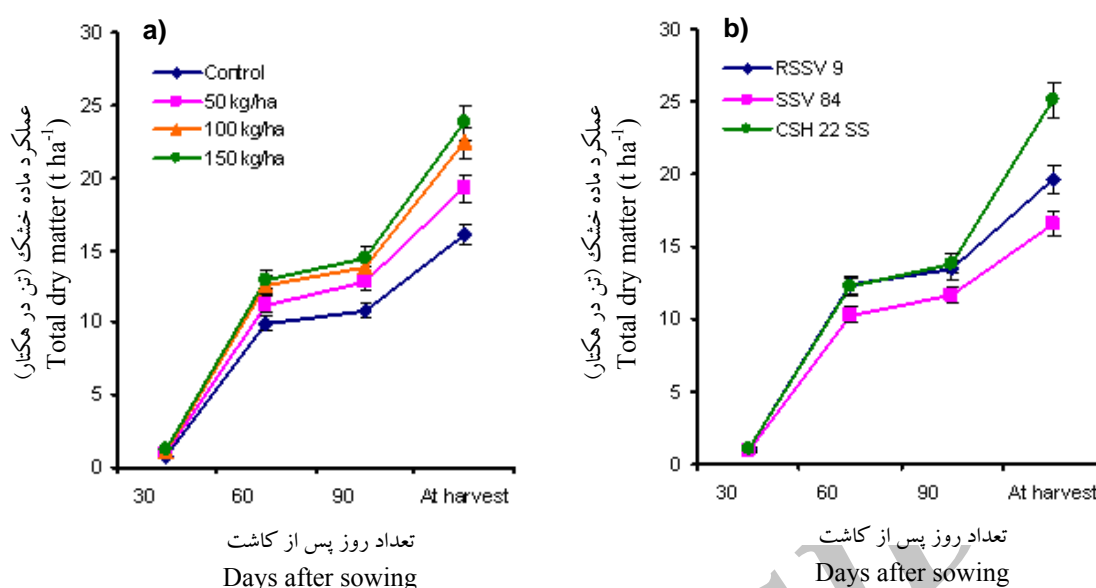 a)
Control
50 kg/ha
100 kg/ha
150 kg/ha
30
25
20
15
10
5
0
عملکرد ماده خشک (تن در هکتار)
Total dry matter (t ha⁻¹)
30 60 90 At harvest
تعداد روز پس از کاشت
Days after sowing
b)
RSSV 9
SSV 84
CSH 22 SS
30
25
20
15
10
5
0
عملکرد ماده خشک (تن در هکتار)
Total dry matter (t ha⁻¹)
30 60 90 At harvest
تعداد روز پس از کاشت
Days after sowing